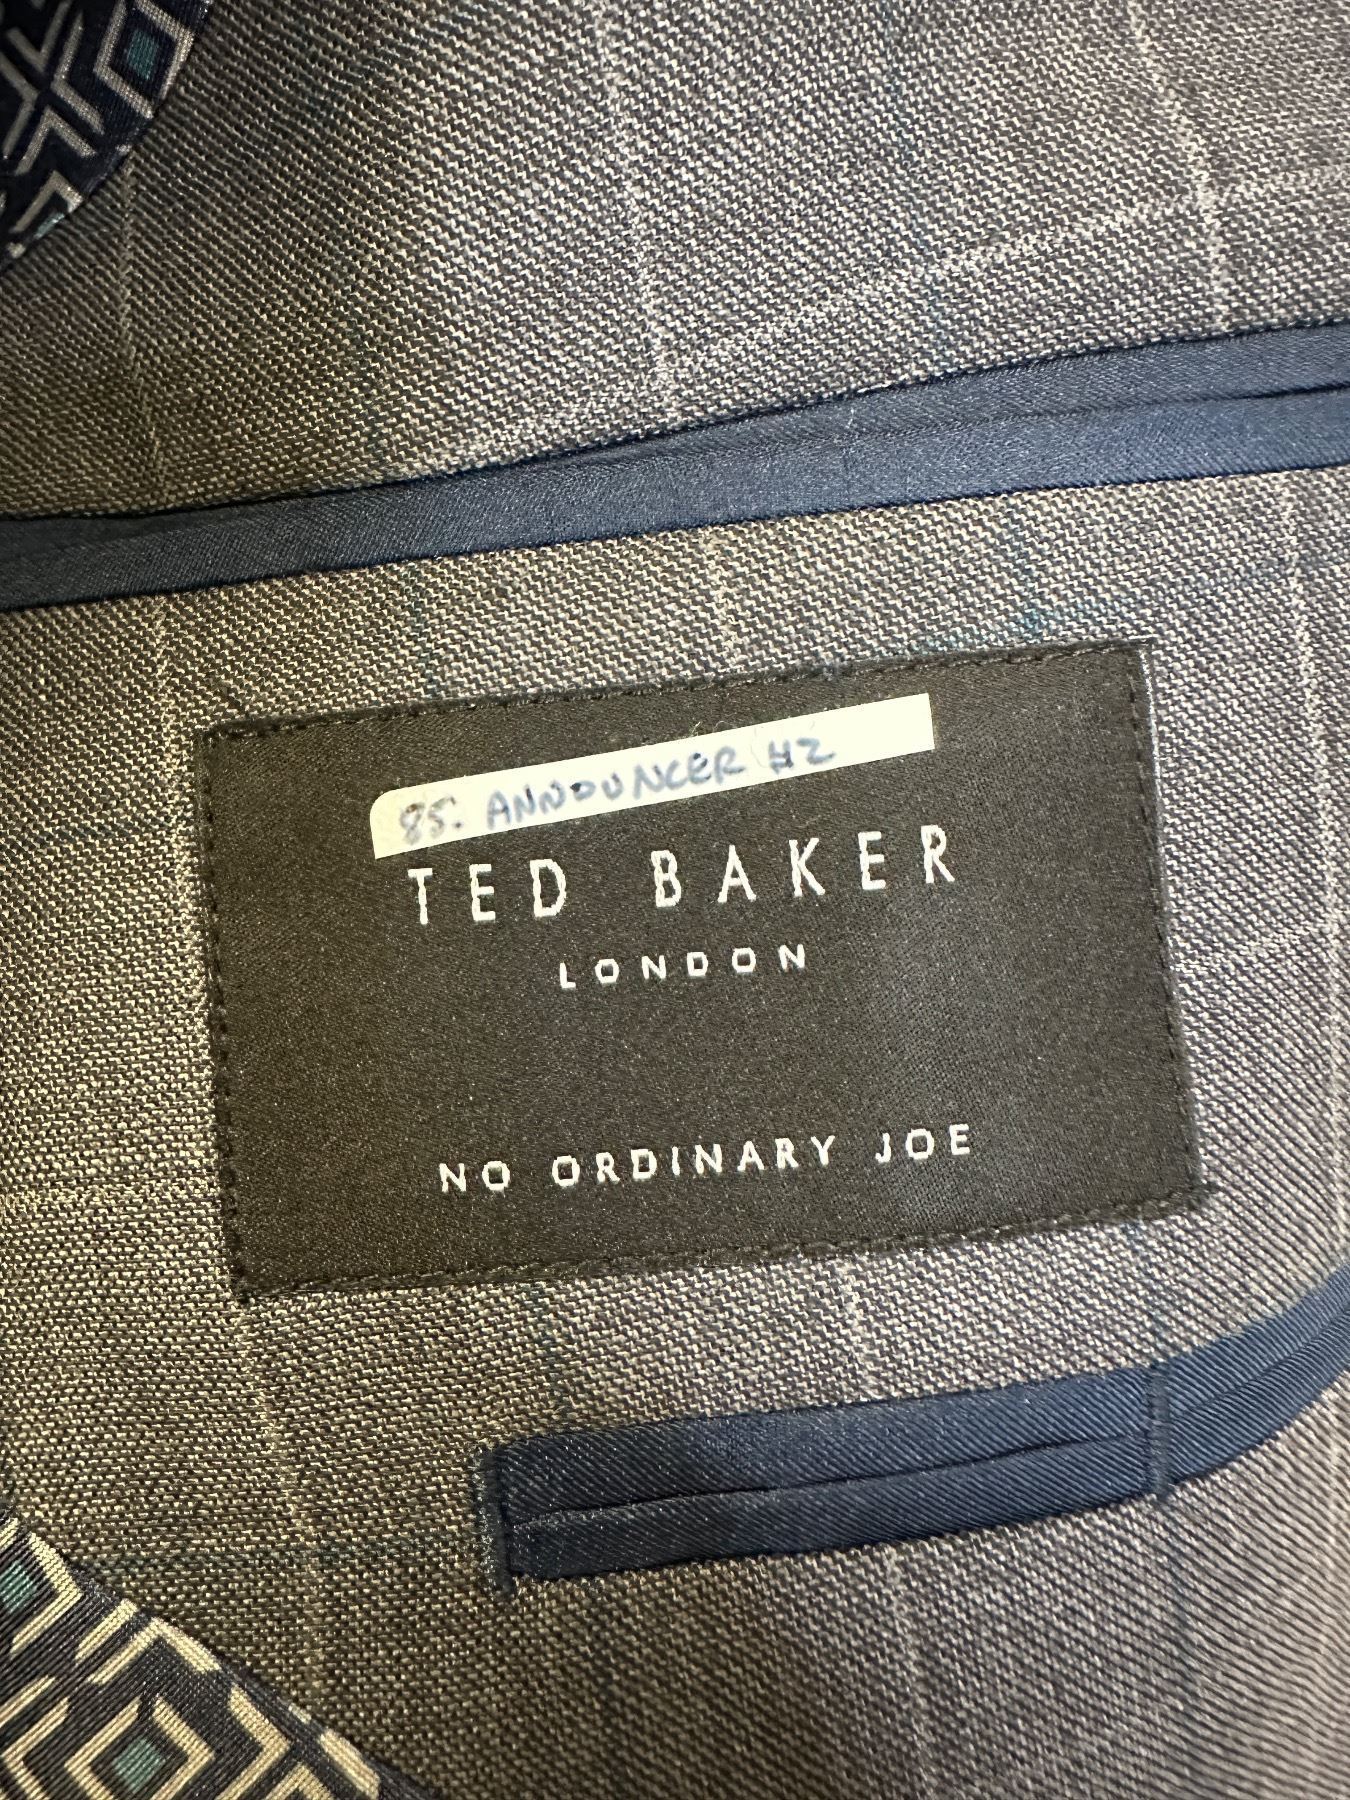 85. ANNOUNCER #2
TED BAKER
LONDON
NO ORDINARY JOE